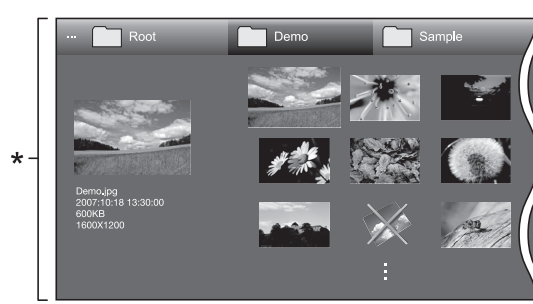 ... Root Demo Sample
*
Demo.jpg
2007:10:18 13:30:00
600KB
1600X1200